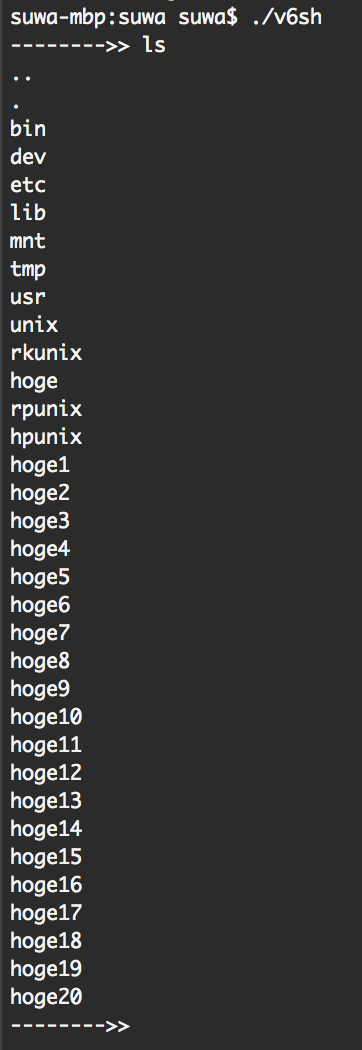 suwa-mbp:suwa suwa$ ./v6sh
-------->> ls
..
.
bin
dev
etc
lib
mnt
tmp
usr
unix
rkunix
hoge
rpunix
hpunix
hoge1
hoge2
hoge3
hoge4
hoge5
hoge6
hoge7
hoge8
hoge9
hoge10
hoge11
hoge12
hoge13
hoge14
hoge15
hoge16
hoge17
hoge18
hoge19
hoge20
-------->>